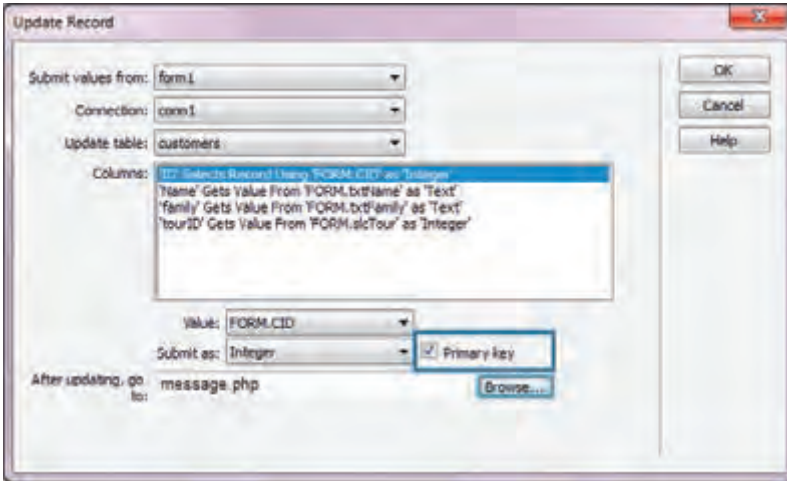 Update Record
Submit values from: form1
OK
Connection: conn1
Cancel
Update table: customers
Help
Columns: 'ID' Selects Record Using 'FORM.CID' as 'Integer'
'Name' Gets Value From 'FORM.txtName' as 'Text'
'family' Gets Value From 'FORM.txtFamily' as 'Text'
'tourID' Gets Value From 'FORM.slcTour' as 'Integer'
Value: FORM.CID
Submit as: Integer
Primary key
After updating, go to: message.php
Browse...